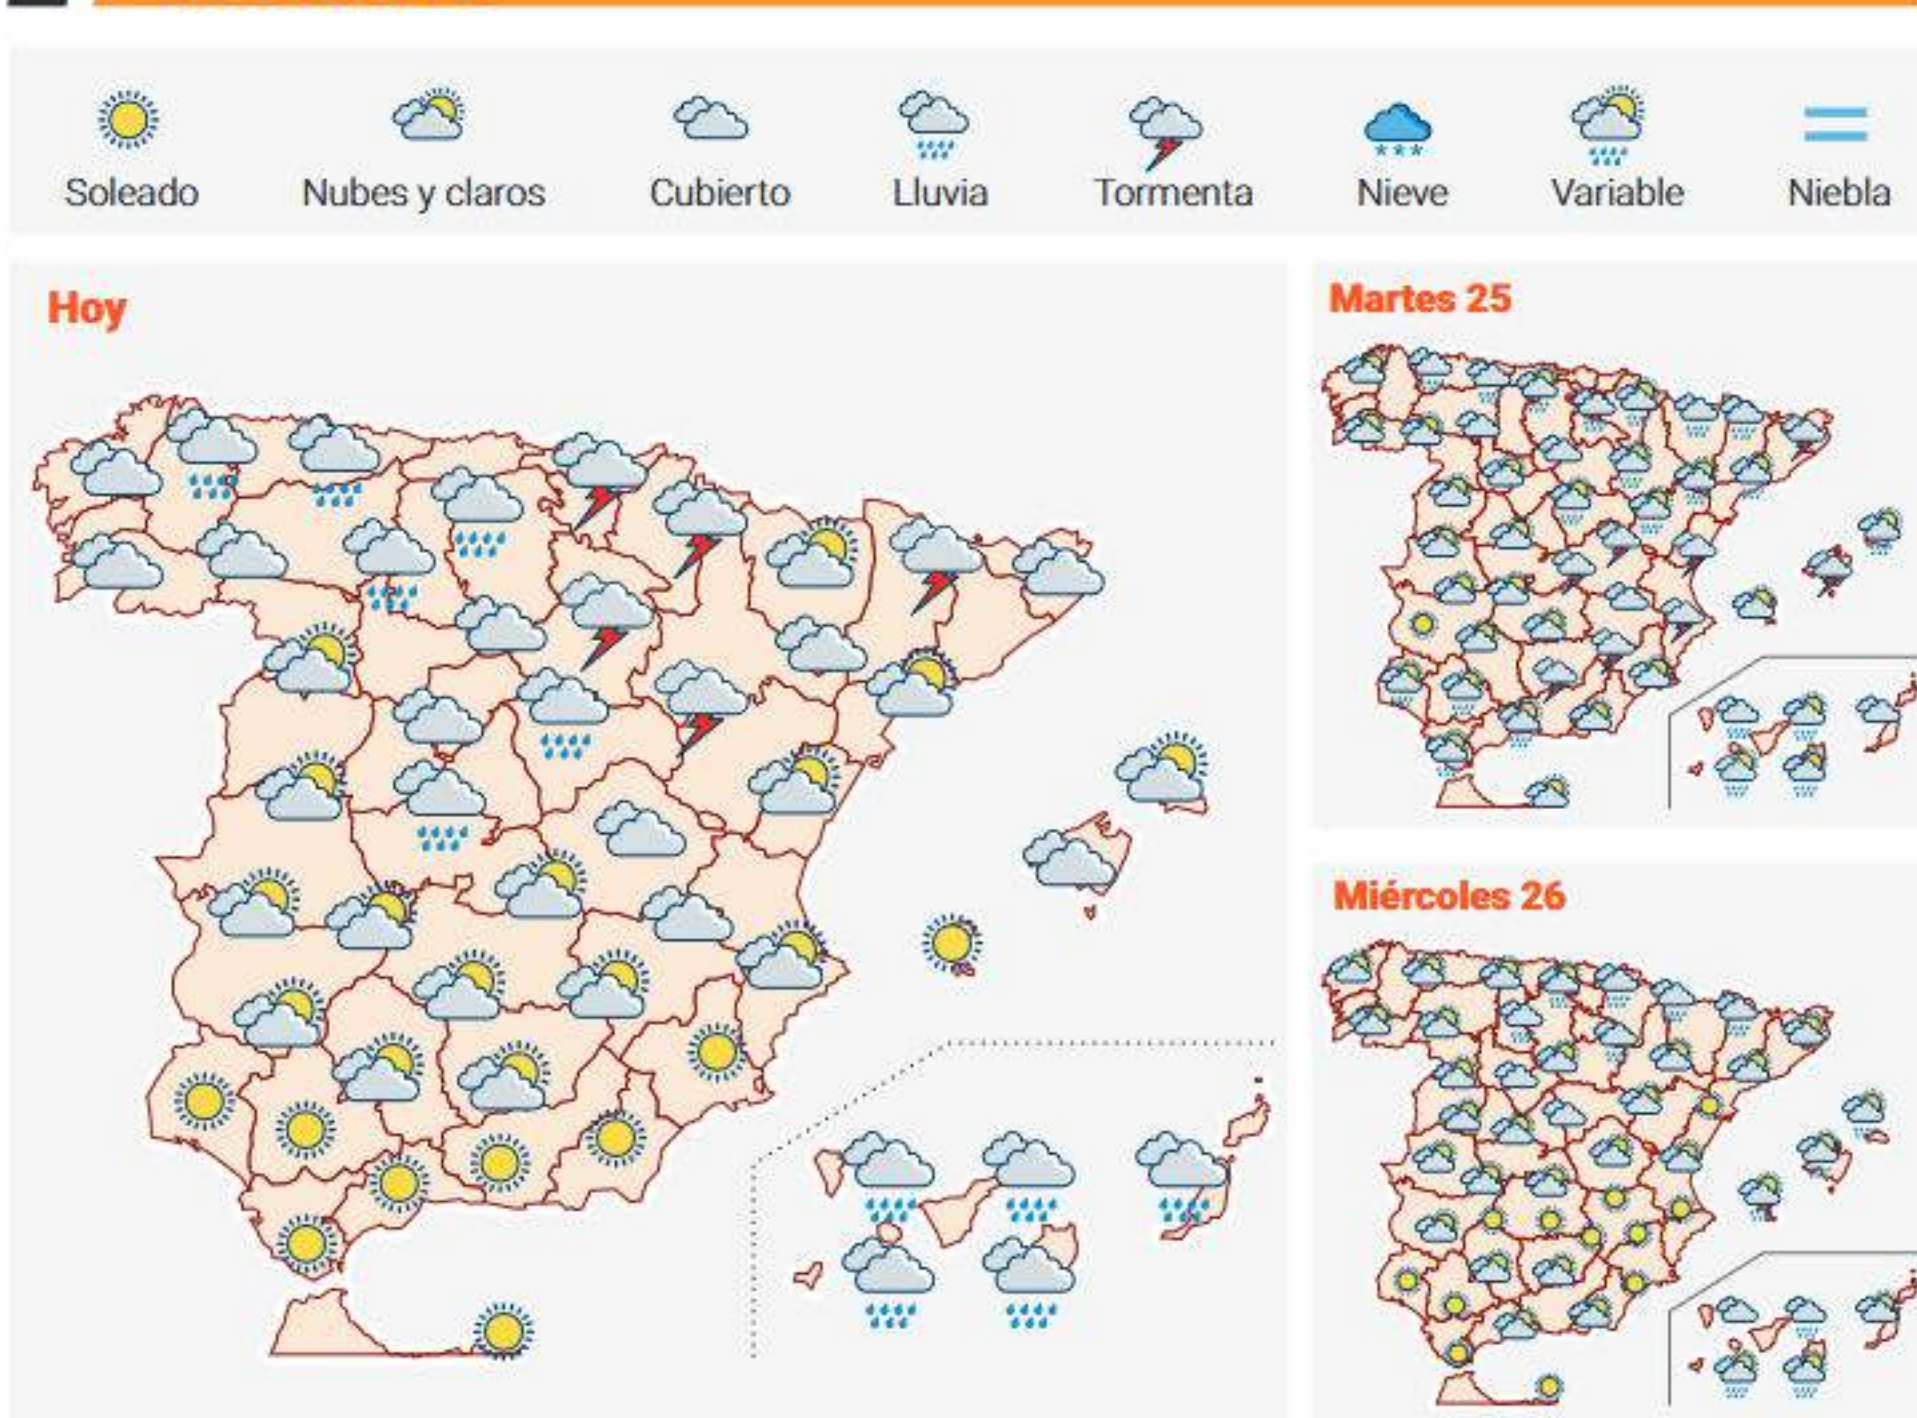 Soleado
Nubes y claros
Cubierto
Lluvia
Tormenta
Nieve
Variable
Niebla
Hoy
Martes 25
Miércoles 26